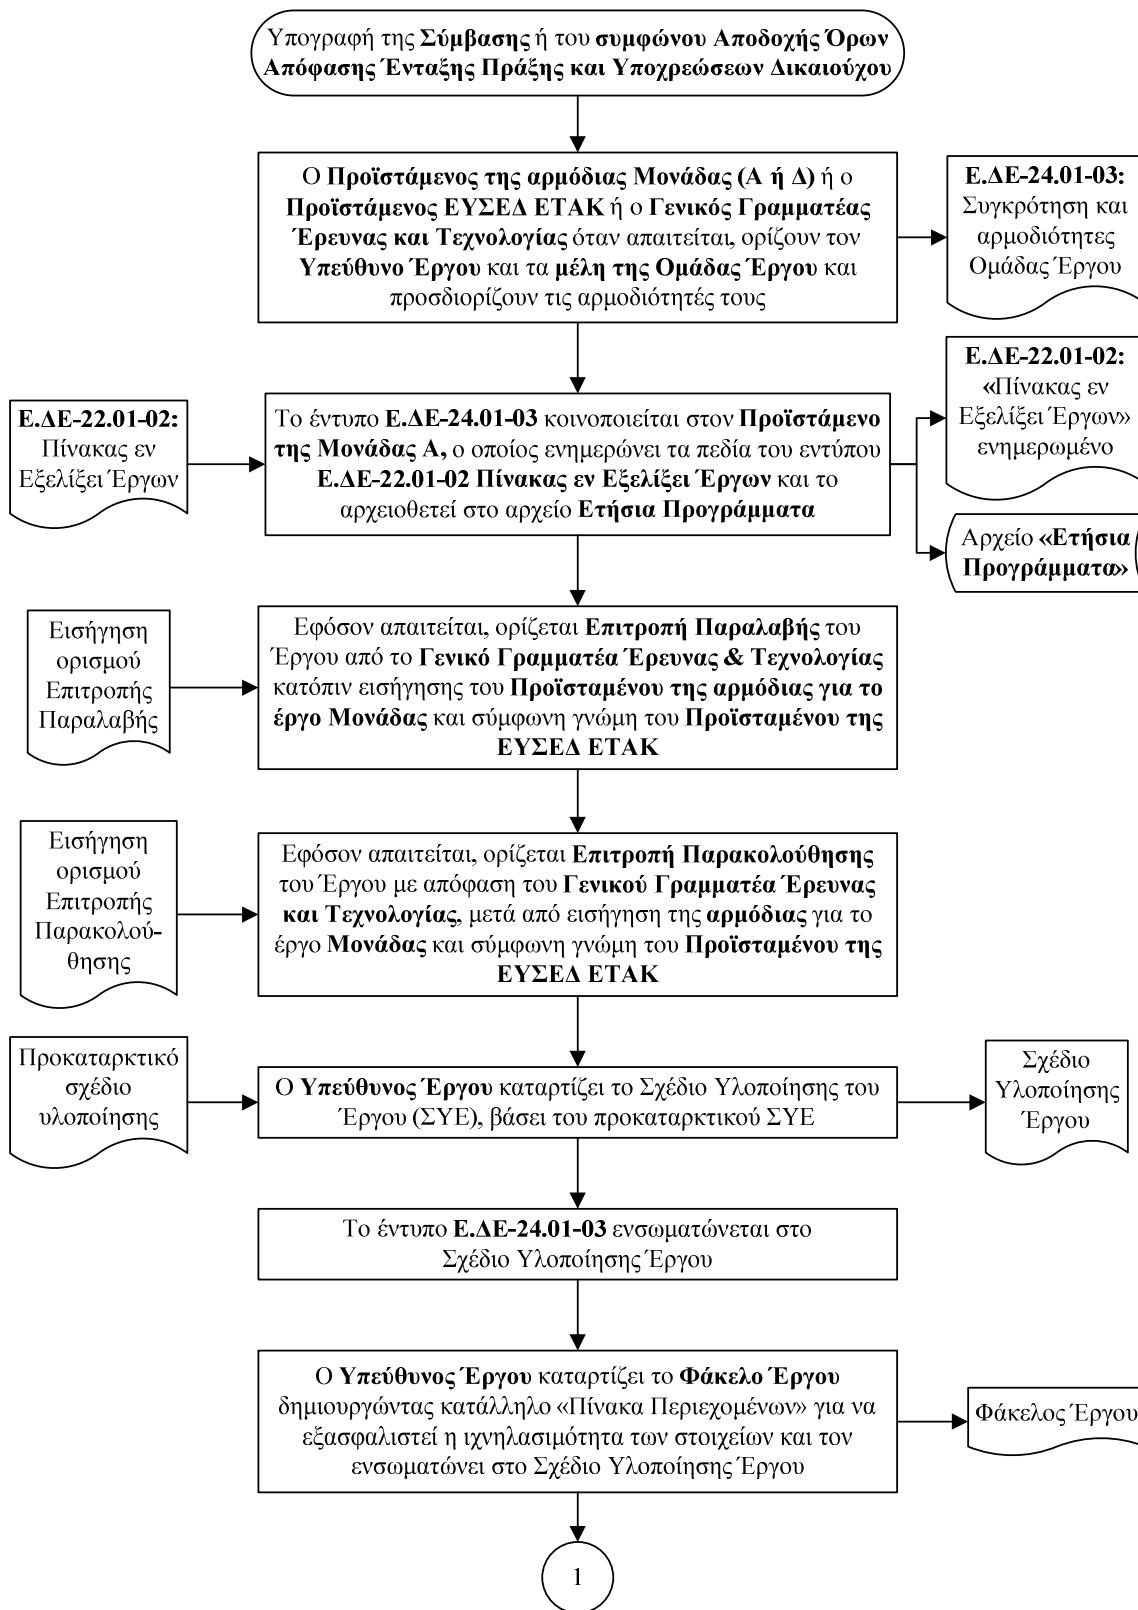 Υπογραφή της Σύμβασης ή του συμφώνου Αποδοχής Όρων
Απόφασης Ένταξης Πράξης και Υποχρεώσεων Δικαιούχου
Ο Προϊστάμενος της αρμόδιας Μονάδας (Α ή Δ) ή ο
Προϊστάμενος ΕΥΣΕΔ ΕΤΑΚ ή ο Γενικός Γραμματέας
Έρευνας και Τεχνολογίας όταν απαιτείται, ορίζουν τον
Υπεύθυνο Έργου και τα μέλη της Ομάδας Έργου και
προσδιορίζουν τις αρμοδιότητές τους
Ε.ΔΕ-24.01-03:
Συγκρότηση και
αρμοδιότητες
Ομάδας Έργου
Ε.ΔΕ-22.01-02:
Πίνακας εν
Εξελίξει Έργων
Το έντυπο Ε.ΔΕ-24.01-03 κοινοποιείται στον Προϊστάμενο
της Μονάδας Α, ο οποίος ενημερώνει τα πεδία του εντύπου
Ε.ΔΕ-22.01-02 Πίνακας εν Εξελίξει Έργων και το
αρχειοθετεί στο αρχείο Ετήσια Προγράμματα
Ε.ΔΕ-22.01-02:
«Πίνακας εν
Εξελίξει Έργων»
ενημερωμένο
Αρχείο «Ετήσια
Προγράμματα»
Εισήγηση
ορισμού
Επιτροπής
Παραλαβής
Εφόσον απαιτείται, ορίζεται Επιτροπή Παραλαβής του
Έργου από το Γενικό Γραμματέα Έρευνας & Τεχνολογίας
κατόπιν εισήγησης του Προϊσταμένου της αρμόδιας για το
έργο Μονάδας και σύμφωνη γνώμη του Προϊσταμένου της
ΕΥΣΕΔ ΕΤΑΚ
Εισήγηση
ορισμού
Επιτροπής
Παρακολού-
θησης
Εφόσον απαιτείται, ορίζεται Επιτροπή Παρακολούθησης
του Έργου με απόφαση του Γενικού Γραμματέα Έρευνας
και Τεχνολογίας, μετά από εισήγηση της αρμόδιας για το
έργο Μονάδας και σύμφωνη γνώμη του Προϊσταμένου της
ΕΥΣΕΔ ΕΤΑΚ
Προκαταρκτικό
σχέδιο
υλοποίησης
Ο Υπεύθυνος Έργου καταρτίζει το Σχέδιο Υλοποίησης του
Έργου (ΣΥΕ), βάσει του προκαταρκτικού ΣΥΕ
Σχέδιο
Υλοποίησης
Έργου
Το έντυπο Ε.ΔΕ-24.01-03 ενσωματώνεται στο
Σχέδιο Υλοποίησης Έργου
Ο Υπεύθυνος Έργου καταρτίζει το Φάκελο Έργου
δημιουργώντας κατάλληλο «Πίνακα Περιεχομένων» για να
εξασφαλιστεί η ιχνηλασιμότητα των στοιχείων και τον
ενσωματώνει στο Σχέδιο Υλοποίησης Έργου
Φάκελος Έργου
1